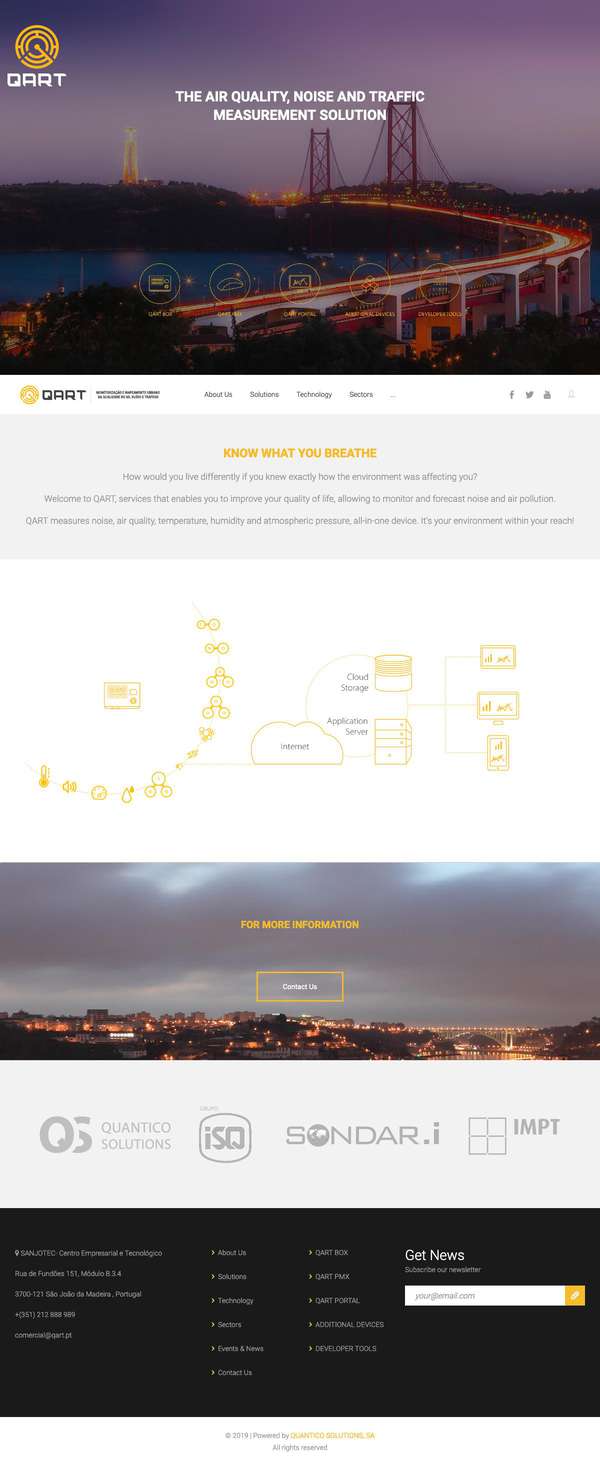 QART
THE AIR QUALITY, NOISE AND TRAFFIC
MEASUREMENT SOLUTION
QART BOX
QART PMX
QART PORTAL
ADDITIONAL DEVICES
DEVELOPER TOOLS
QART
MONITORIZAÇÃO E MAPEAMENTO URBANO
DA QUALIDADE DO AR, RUÍDO E TRÁFEGO
About Us
Solutions
Technology
Sectors
...
KNOW WHAT YOU BREATHE
How would you live differently if you knew exactly how the environment was affecting you?
Welcome to QART, services that enables you to improve your quality of life, allowing to monitor and forecast noise and air pollution.
QART measures noise, air quality, temperature, humidity and atmospheric pressure, all-in-one device. It's your environment within your reach!
Cloud
Storage
Application
Server
Internet
FOR MORE INFORMATION
Contact Us
QS QUANTICO
SOLUTIONS
GRUPO
iSQ
SONDAR.i
IMPT
SANJOTEC- Centro Empresarial e Tecnológico
Rua de Fundões 151, Módulo B.3.4
3700-121 São João da Madeira , Portugal
+(351) 212 888 989
comercial@qart.pt
About Us
Solutions
Technology
Sectors
Events & News
Contact Us
QART BOX
QART PMX
QART PORTAL
ADDITIONAL DEVICES
DEVELOPER TOOLS
Get News
Subscribe our newsletter
your@email.com
© 2019 | Powered by QUANTICO SOLUTIONS, SA
All rights reserved